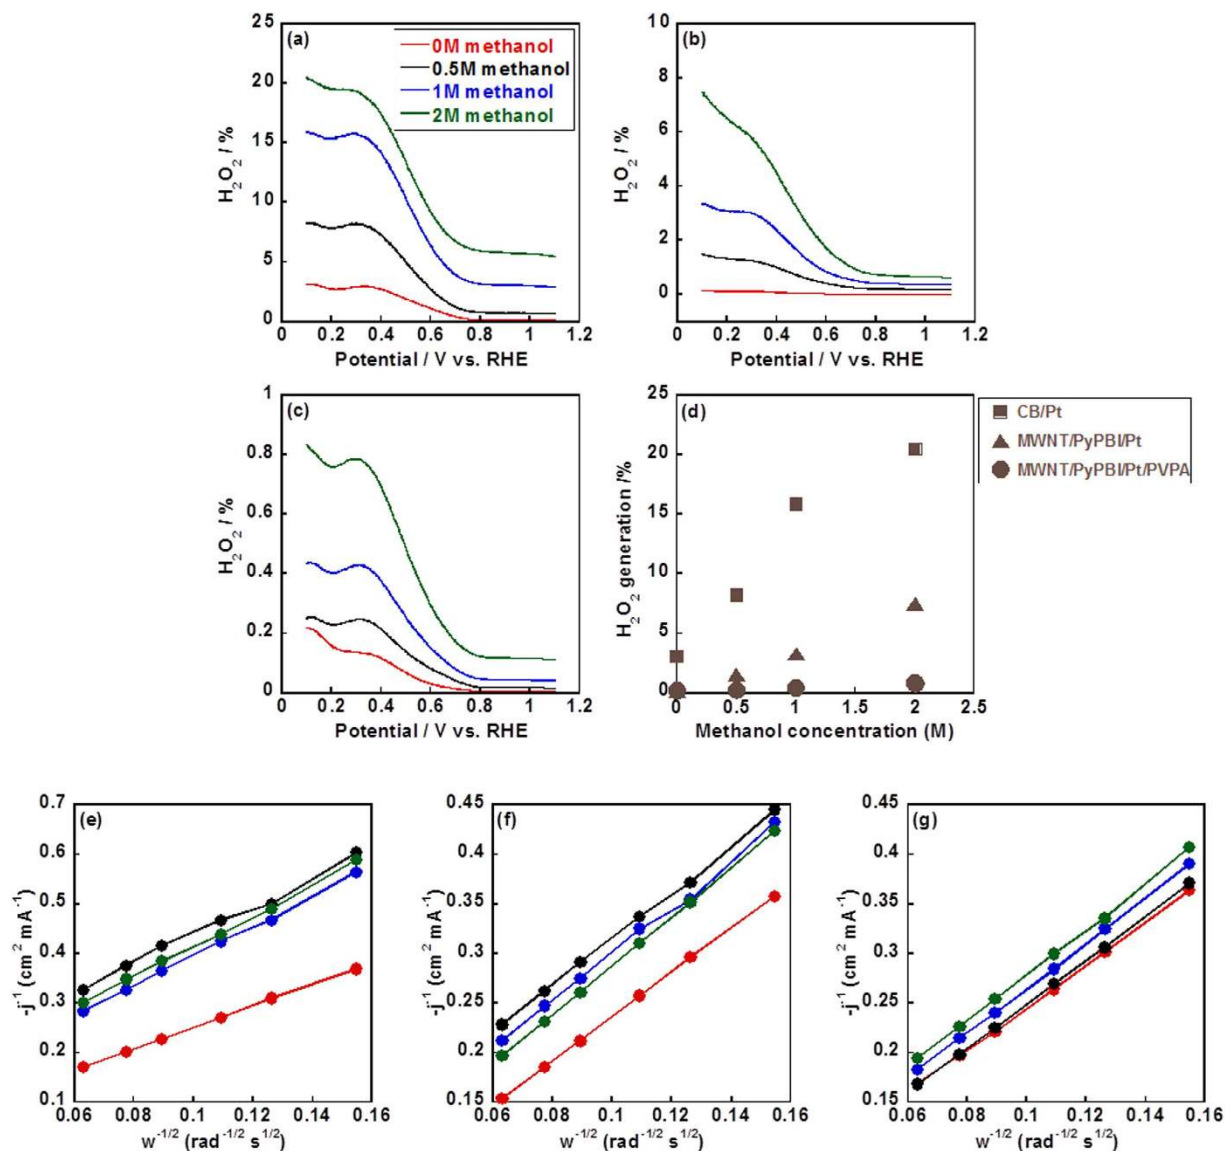 (a)
0M methanol
0.5M methanol
1M methanol
2M methanol
25
20
15
10
5
0
H2O2 / %
0 0.2 0.4 0.6 0.8 1 1.2
Potential / V vs. RHE
(b)
10
8
6
4
2
0
H2O2 / %
0 0.2 0.4 0.6 0.8 1 1.2
Potential / V vs. RHE
(c)
1
0.8
0.6
0.4
0.2
0
H2O2 / %
0 0.2 0.4 0.6 0.8 1 1.2
Potential / V vs. RHE
(d)
25
20
15
10
5
0
H2O2 generation /%
0 0.5 1 1.5 2 2.5
Methanol concentration (M)
CB/Pt
MWNT/PyPBI/Pt
MWNT/PyPBI/Pt/PVPA
(e)
0.7
0.6
0.5
0.4
0.3
0.2
0.1
-j-1 (cm2 mA-1)
0.06 0.08 0.1 0.12 0.14 0.16
w-1/2 (rad-1/2 s1/2)
(f)
0.45
0.4
0.35
0.3
0.25
0.2
0.15
-j-1 (cm2 mA-1)
0.06 0.08 0.1 0.12 0.14 0.16
w-1/2 (rad-1/2 s1/2)
(g)
0.45
0.4
0.35
0.3
0.25
0.2
0.15
-j-1 (cm2 mA-1)
0.06 0.08 0.1 0.12 0.14 0.16
w-1/2 (rad-1/2 s1/2)